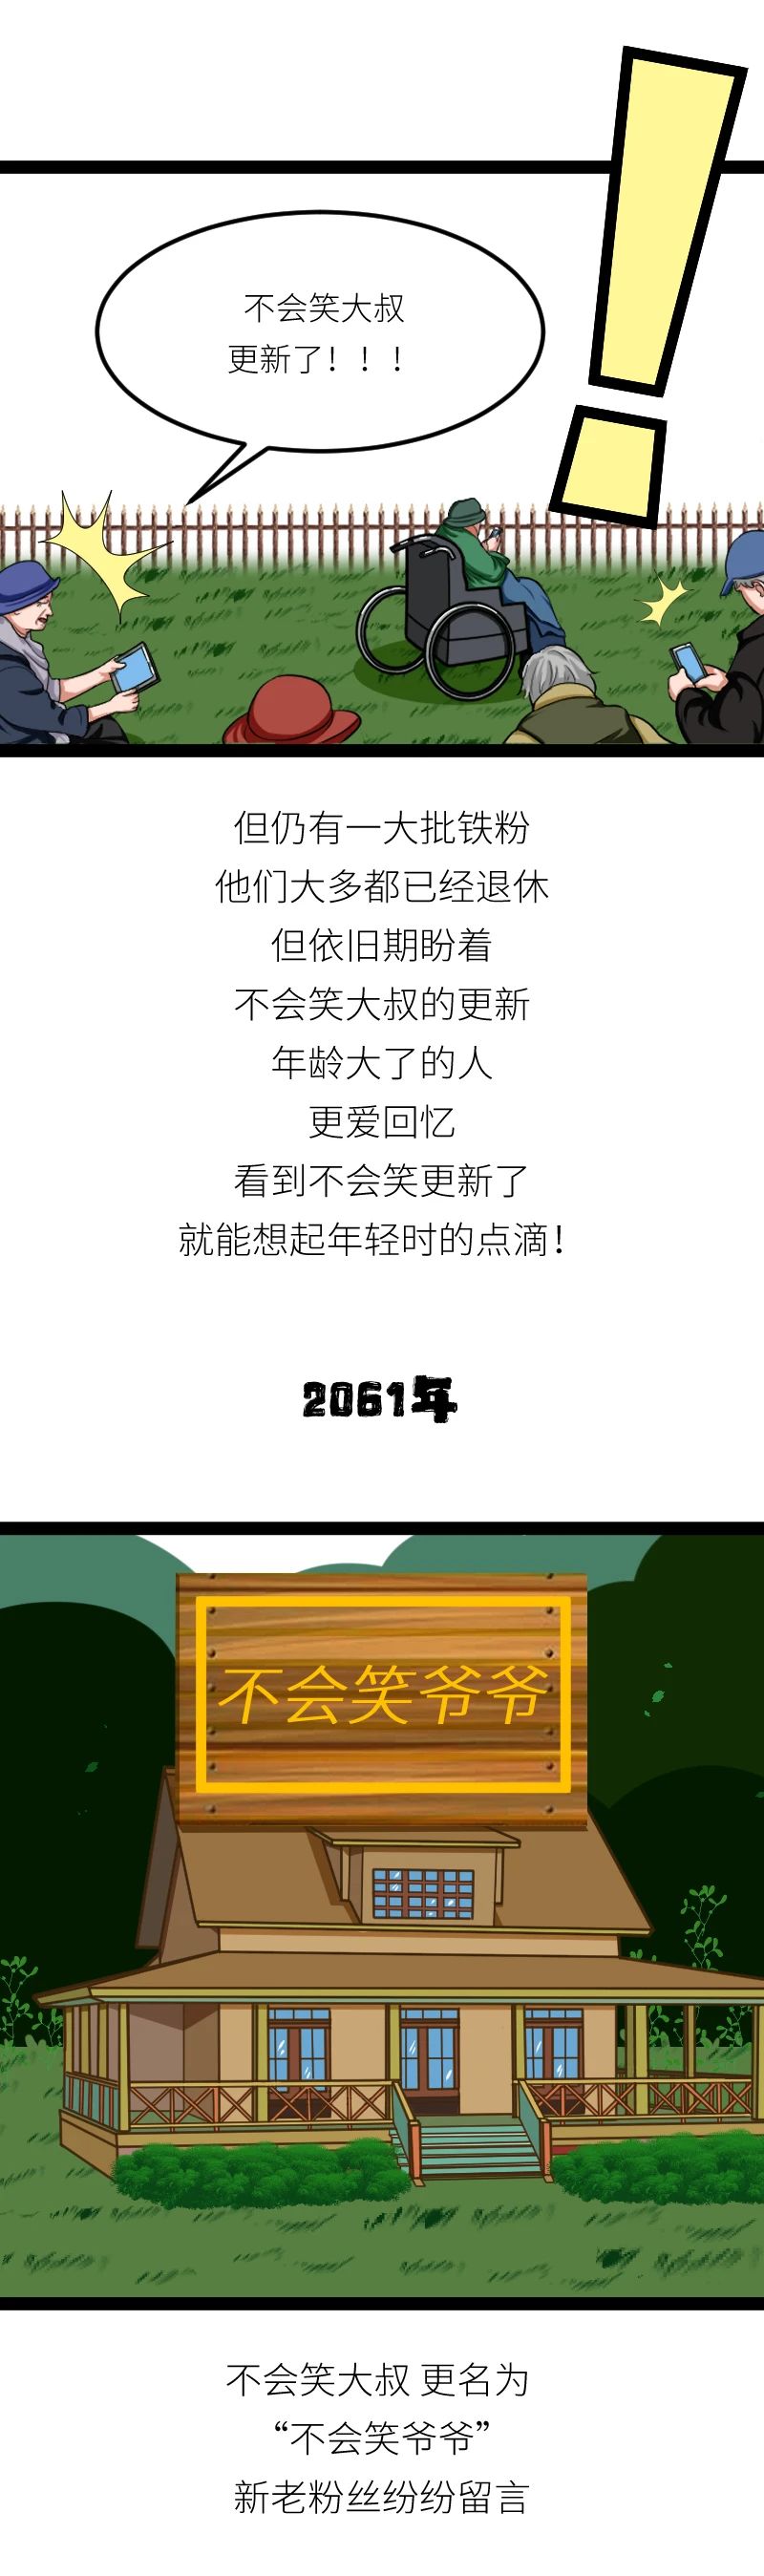 不会笑大叔
更新了！！！
但仍有一大批铁粉
他们大多都已经退休
但依旧期盼着
不会笑大叔的更新
年龄大了的人
更爱回忆
看到不会笑更新了
就能想起年轻时的点滴！
2061年
不会笑爷爷
不会笑大叔 更名为
“不会笑爷爷”
新老粉丝纷纷留言